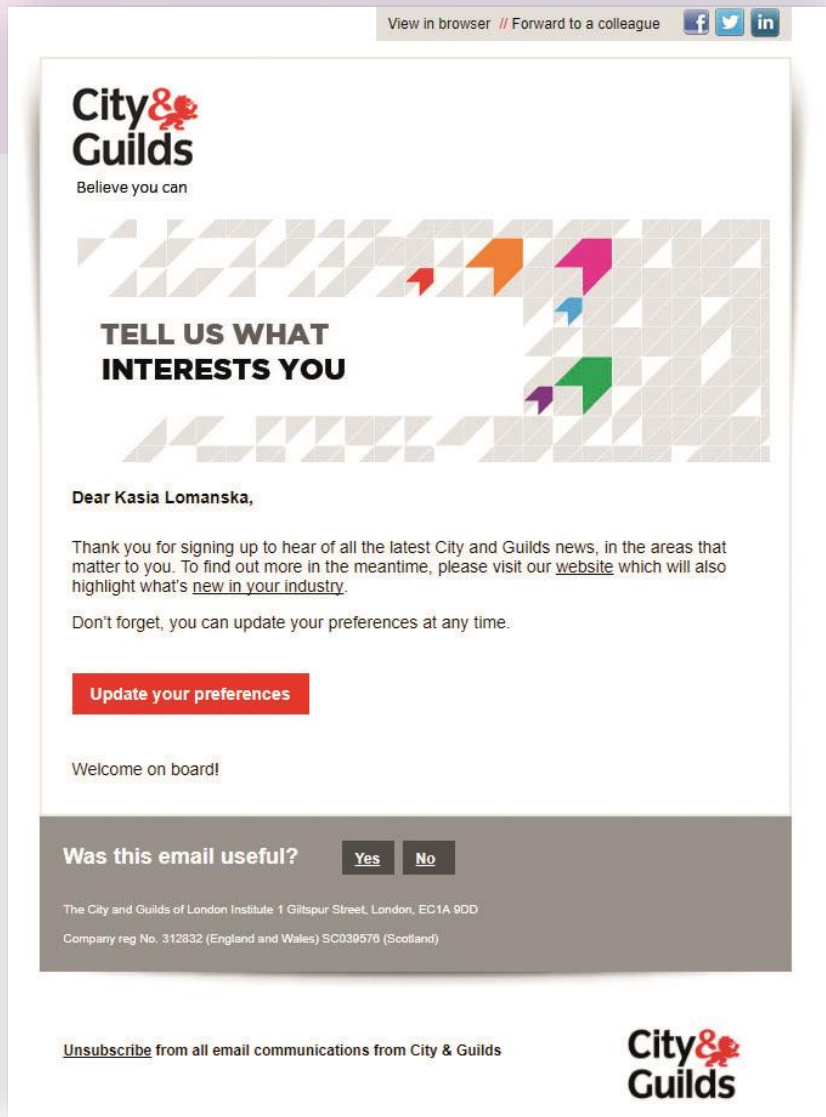 View in browser // Forward to a colleague
City&
Guilds
Believe you can
TELL US WHAT
INTERESTS YOU
Dear Kasia Lomanska,
Thank you for signing up to hear of all the latest City and Guilds news, in the areas that
matter to you. To find out more in the meantime, please visit our website which will also
highlight what's new in your industry.
Don't forget, you can update your preferences at any time.
Update your preferences
Welcome on board!
Was this email useful? Yes No
The City and Guilds of London Institute 1 Giltspur Street, London, EC1A 9DD
Company reg No. 312832 (England and Wales) SC039576 (Scotland)
Unsubscribe from all email communications from City & Guilds
City&
Guilds